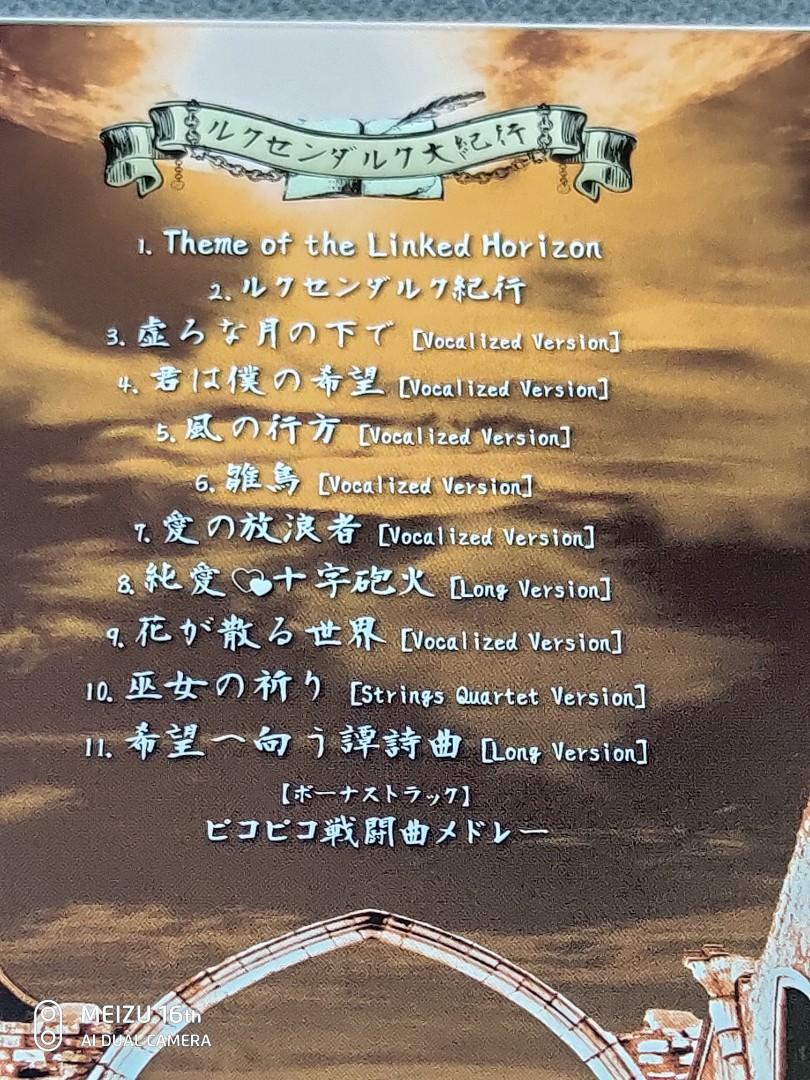 ルクセンダルク大紀行
1. Theme of the Linked Horizon
2. ルクセンダルク紀行
3.虚ろな月の下で [Vocalized Version]
4. 君は僕の希望 [Vocalized Version]
5. 風の行方 [Vocalized Version]
6. 雛鳥 [Vocalized Version]
7. 愛の放浪者 [Vocalized Version]
8. 純愛♡♥十字砲火 [Long Version]
9. 花が散る世界 [Vocalized Version]
10. 巫女の祈り [Strings Quartet Version]
11. 希望へ向う譚詩曲 [Long Version]
【ボーナストラック】
ピコピコ戦闘曲メドレー
MEIZU 16th
AI DUAL CAMERA